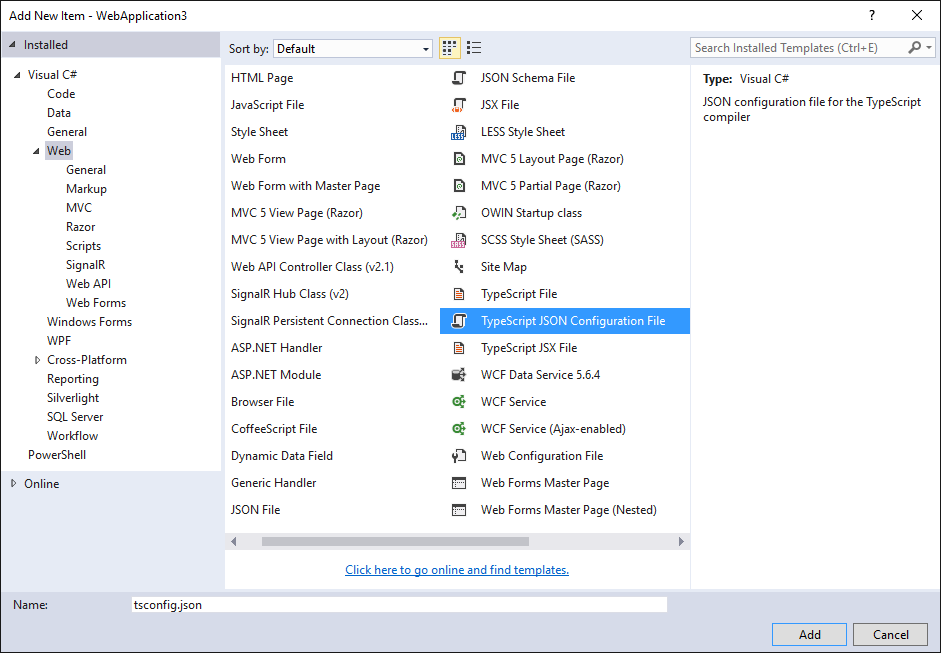 Add New Item - WebApplication3
?
Installed
Sort by: Default
Search Installed Templates (Ctrl+E)
Visual C#
Code
Data
General
Web
General
Markup
MVC
Razor
Scripts
SignalR
Web API
Web Forms
Windows Forms
WPF
Cross-Platform
Reporting
Silverlight
SQL Server
Workflow
PowerShell
Online
HTML Page
JavaScript File
Style Sheet
Web Form
Web Form with Master Page
MVC 5 View Page (Razor)
MVC 5 View Page with Layout (Razor)
Web API Controller Class (v2.1)
SignalR Hub Class (v2)
SignalR Persistent Connection Class...
ASP.NET Handler
ASP.NET Module
Browser File
CoffeeScript File
Dynamic Data Field
Generic Handler
JSON File
JSON Schema File
JSX File
LESS Style Sheet
MVC 5 Layout Page (Razor)
MVC 5 Partial Page (Razor)
OWIN Startup class
SCSS Style Sheet (SASS)
Site Map
TypeScript File
TypeScript JSON Configuration File
TypeScript JSX File
WCF Data Service 5.6.4
WCF Service
WCF Service (Ajax-enabled)
Web Configuration File
Web Forms Master Page
Web Forms Master Page (Nested)
Click here to go online and find templates.
Type: Visual C#
JSON configuration file for the TypeScript
compiler
Name: tsconfig.json
Add
Cancel